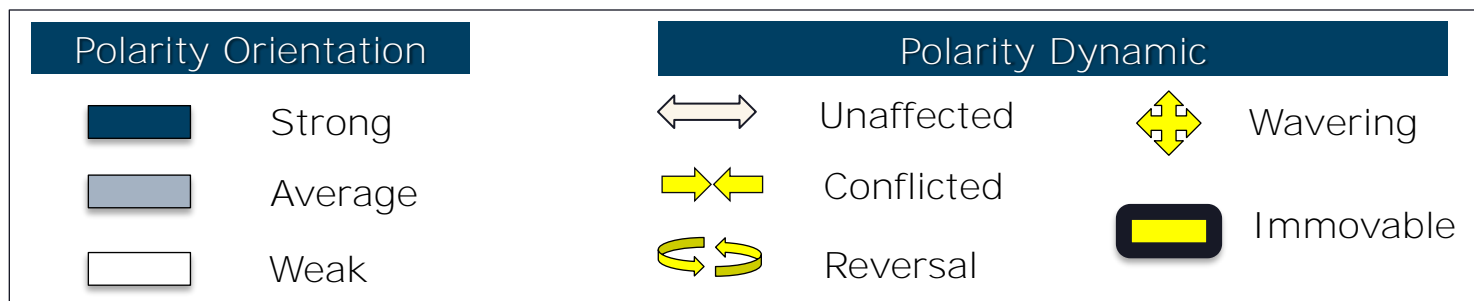 Polarity Orientation
Strong
Average
Weak
Polarity Dynamic
Unaffected
Conflicted
Reversal
Wavering
Immovable